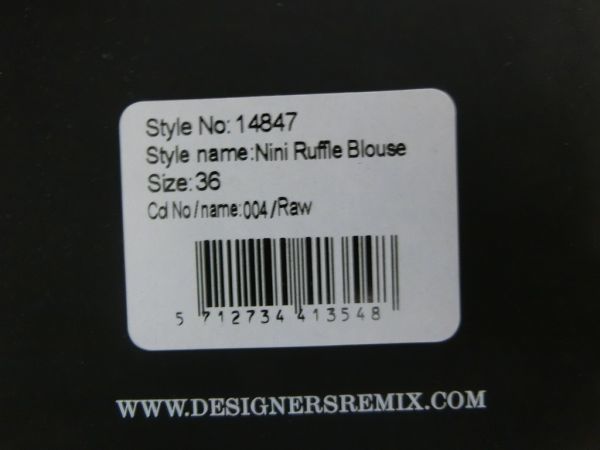 Style No: 14847
Style name:Nini Ruffle Blouse
Size:36
Col No/name:004/Raw
5 712734 413548
WWW.DESIGNERSREMIX.COM